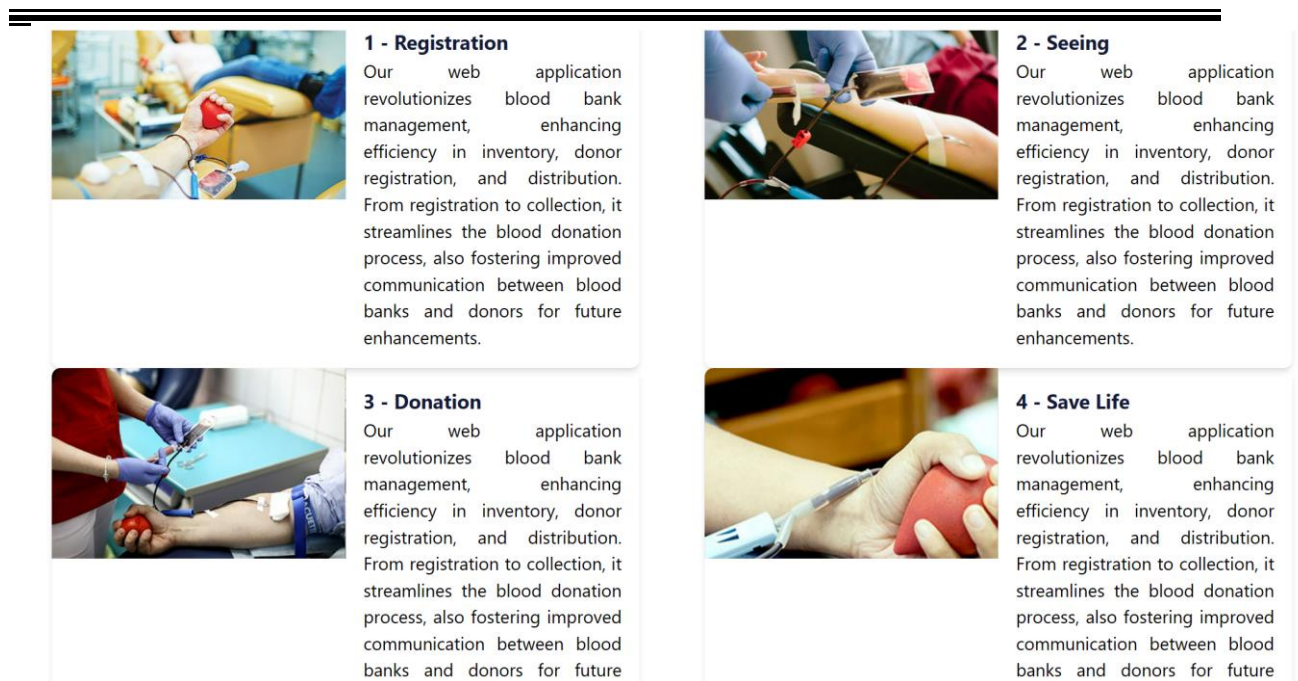 1 - Registration
Our web application
revolutionizes blood bank
management, enhancing
efficiency in inventory, donor
registration, and distribution.
From registration to collection, it
streamlines the blood donation
process, also fostering improved
communication between blood
banks and donors for future
enhancements.
2 - Seeing
Our web application
revolutionizes blood bank
management, enhancing
efficiency in inventory, donor
registration, and distribution.
From registration to collection, it
streamlines the blood donation
process, also fostering improved
communication between blood
banks and donors for future
enhancements.
3 - Donation
Our web application
revolutionizes blood bank
management, enhancing
efficiency in inventory, donor
registration, and distribution.
From registration to collection, it
streamlines the blood donation
process, also fostering improved
communication between blood
banks and donors for future
4 - Save Life
Our web application
revolutionizes blood bank
management, enhancing
efficiency in inventory, donor
registration, and distribution.
From registration to collection, it
streamlines the blood donation
process, also fostering improved
communication between blood
banks and donors for future